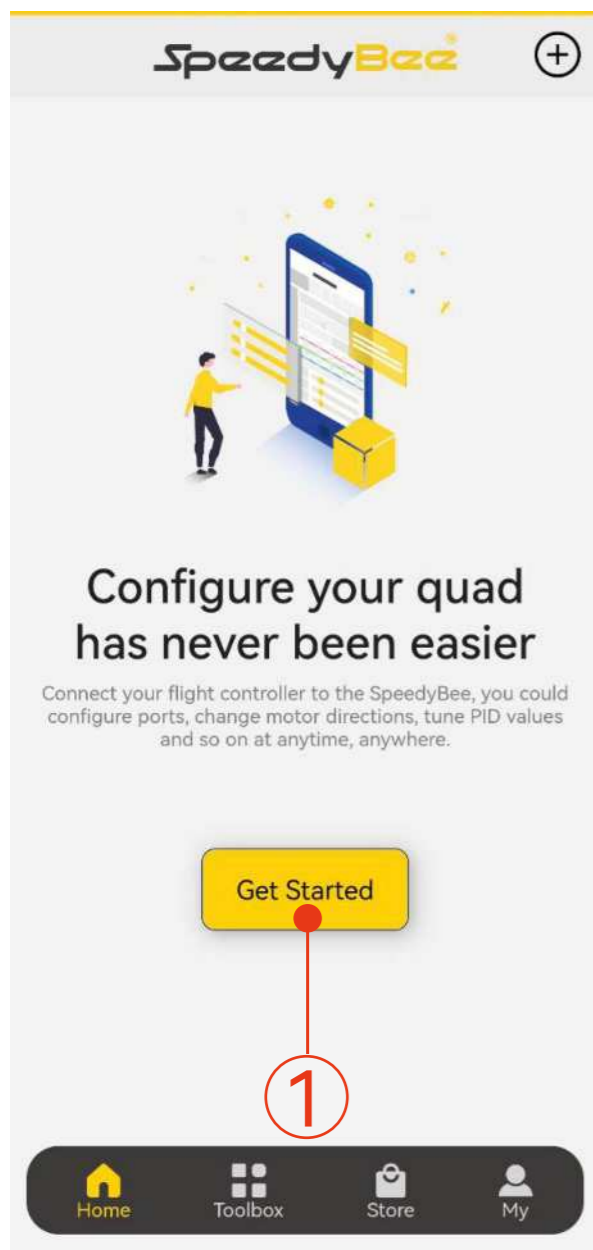 SpeedyBee
Configure your quad
has never been easier
Connect your flight controller to the SpeedyBee, you could
configure ports, change motor directions, tune PID values
and so on at anytime, anywhere.
Get Started
1
Home Toolbox Store My